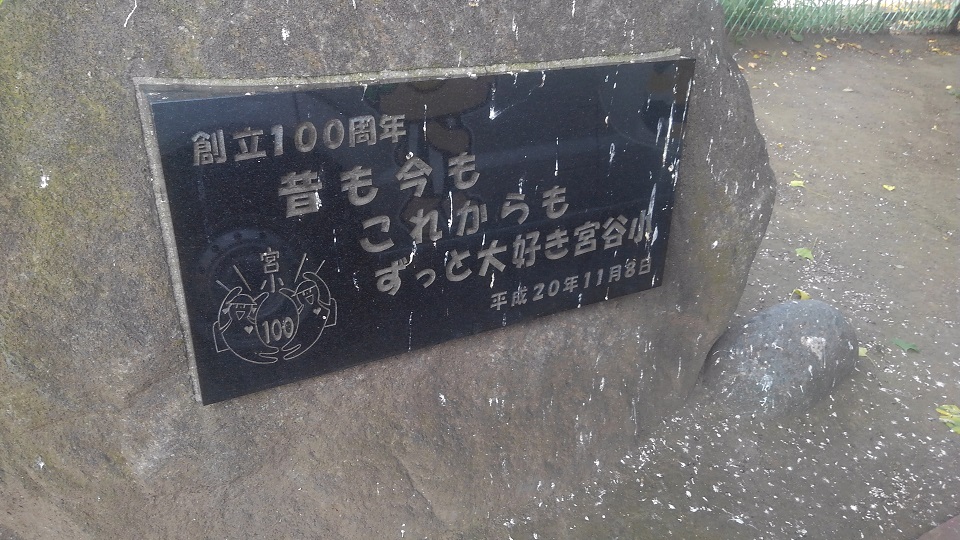 創立100周年
昔も今も
これからも
ずっと大好き宮谷小
平成20年11月8日
宮小
100